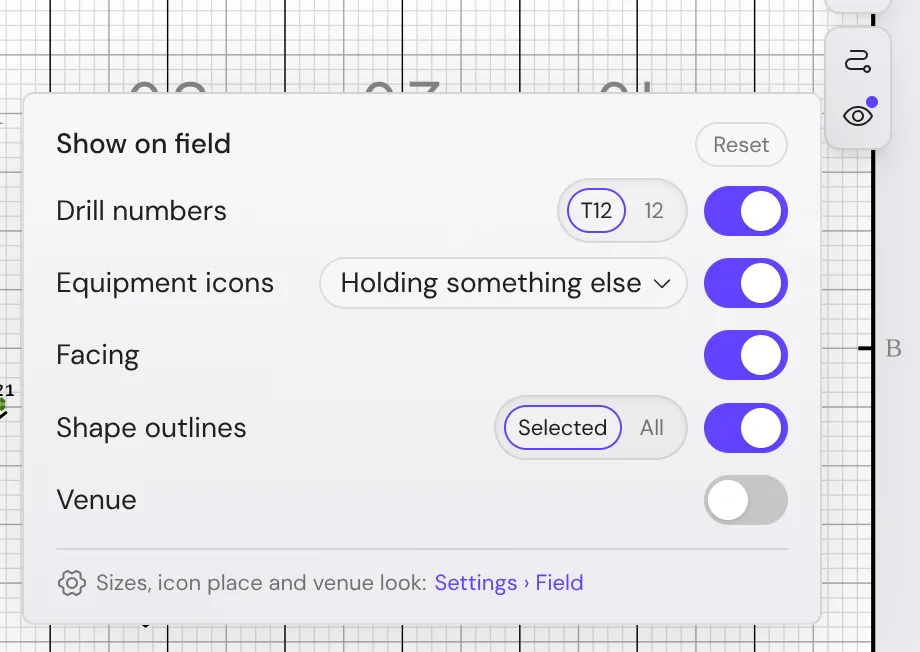 Show on field
Reset
Drill numbers
T12
12
Equipment icons
Holding something else
Facing
B
21
Shape outlines
Selected
All
Venue
Sizes, icon place and venue look: Settings › Field